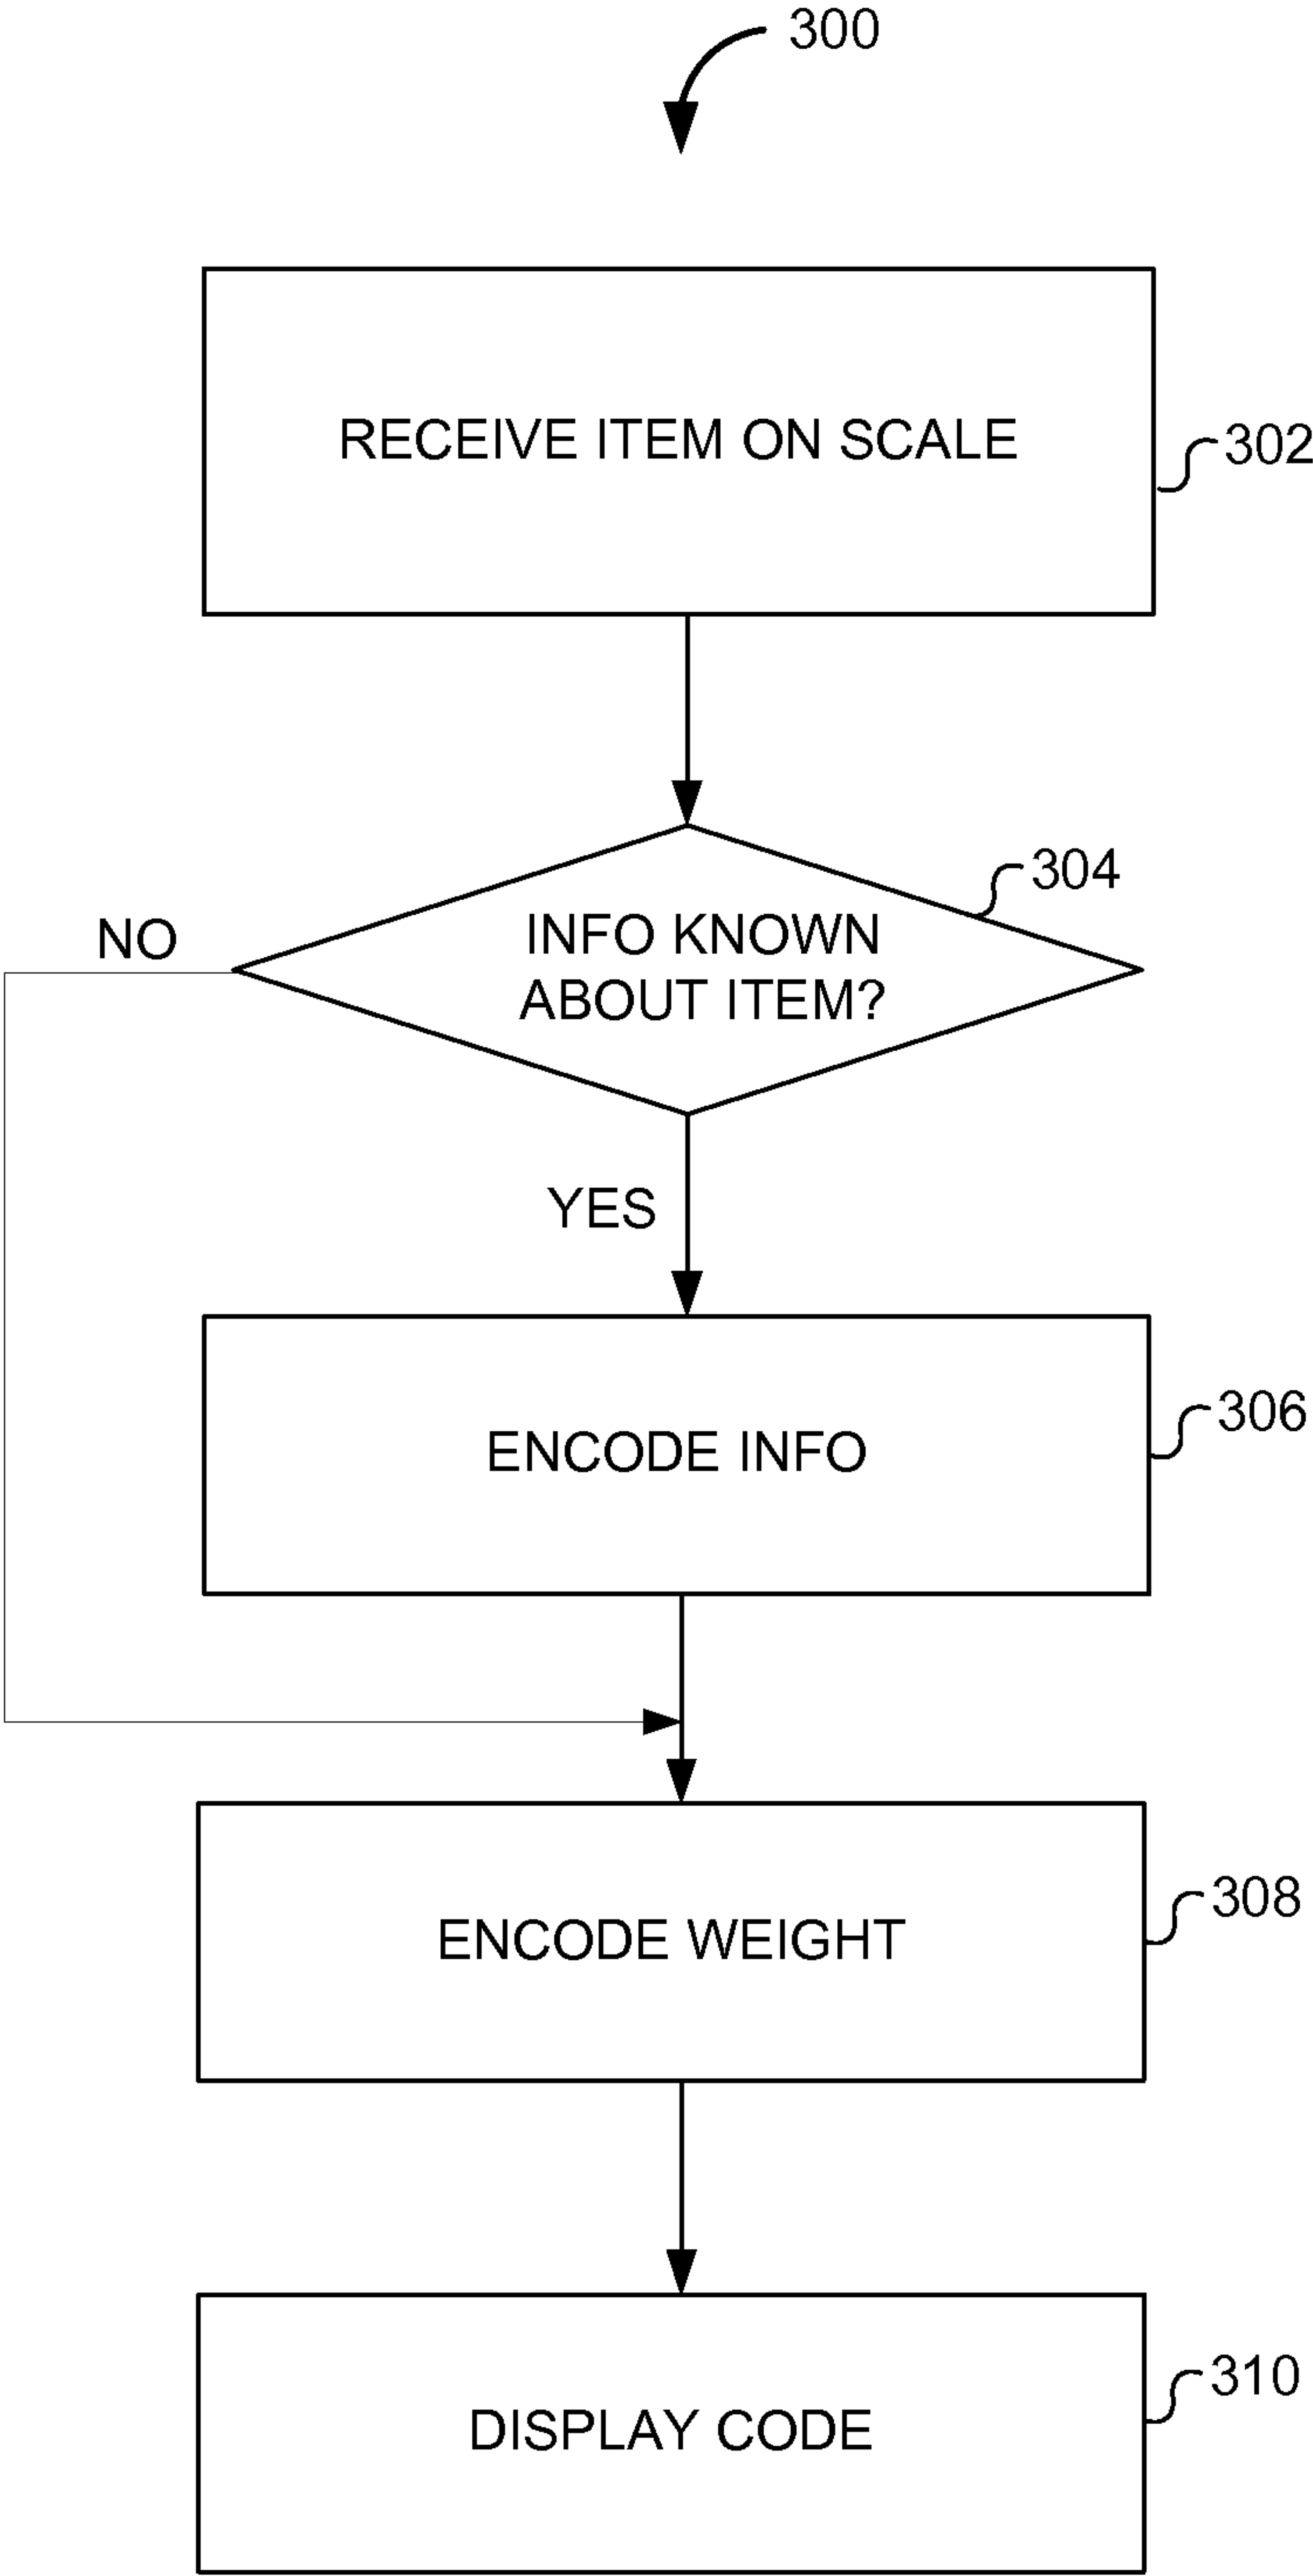 300
RECEIVE ITEM ON SCALE
302
304
INFO KNOWN
ABOUT ITEM?
NO
YES
306
ENCODE INFO
308
ENCODE WEIGHT
310
DISPLAY CODE